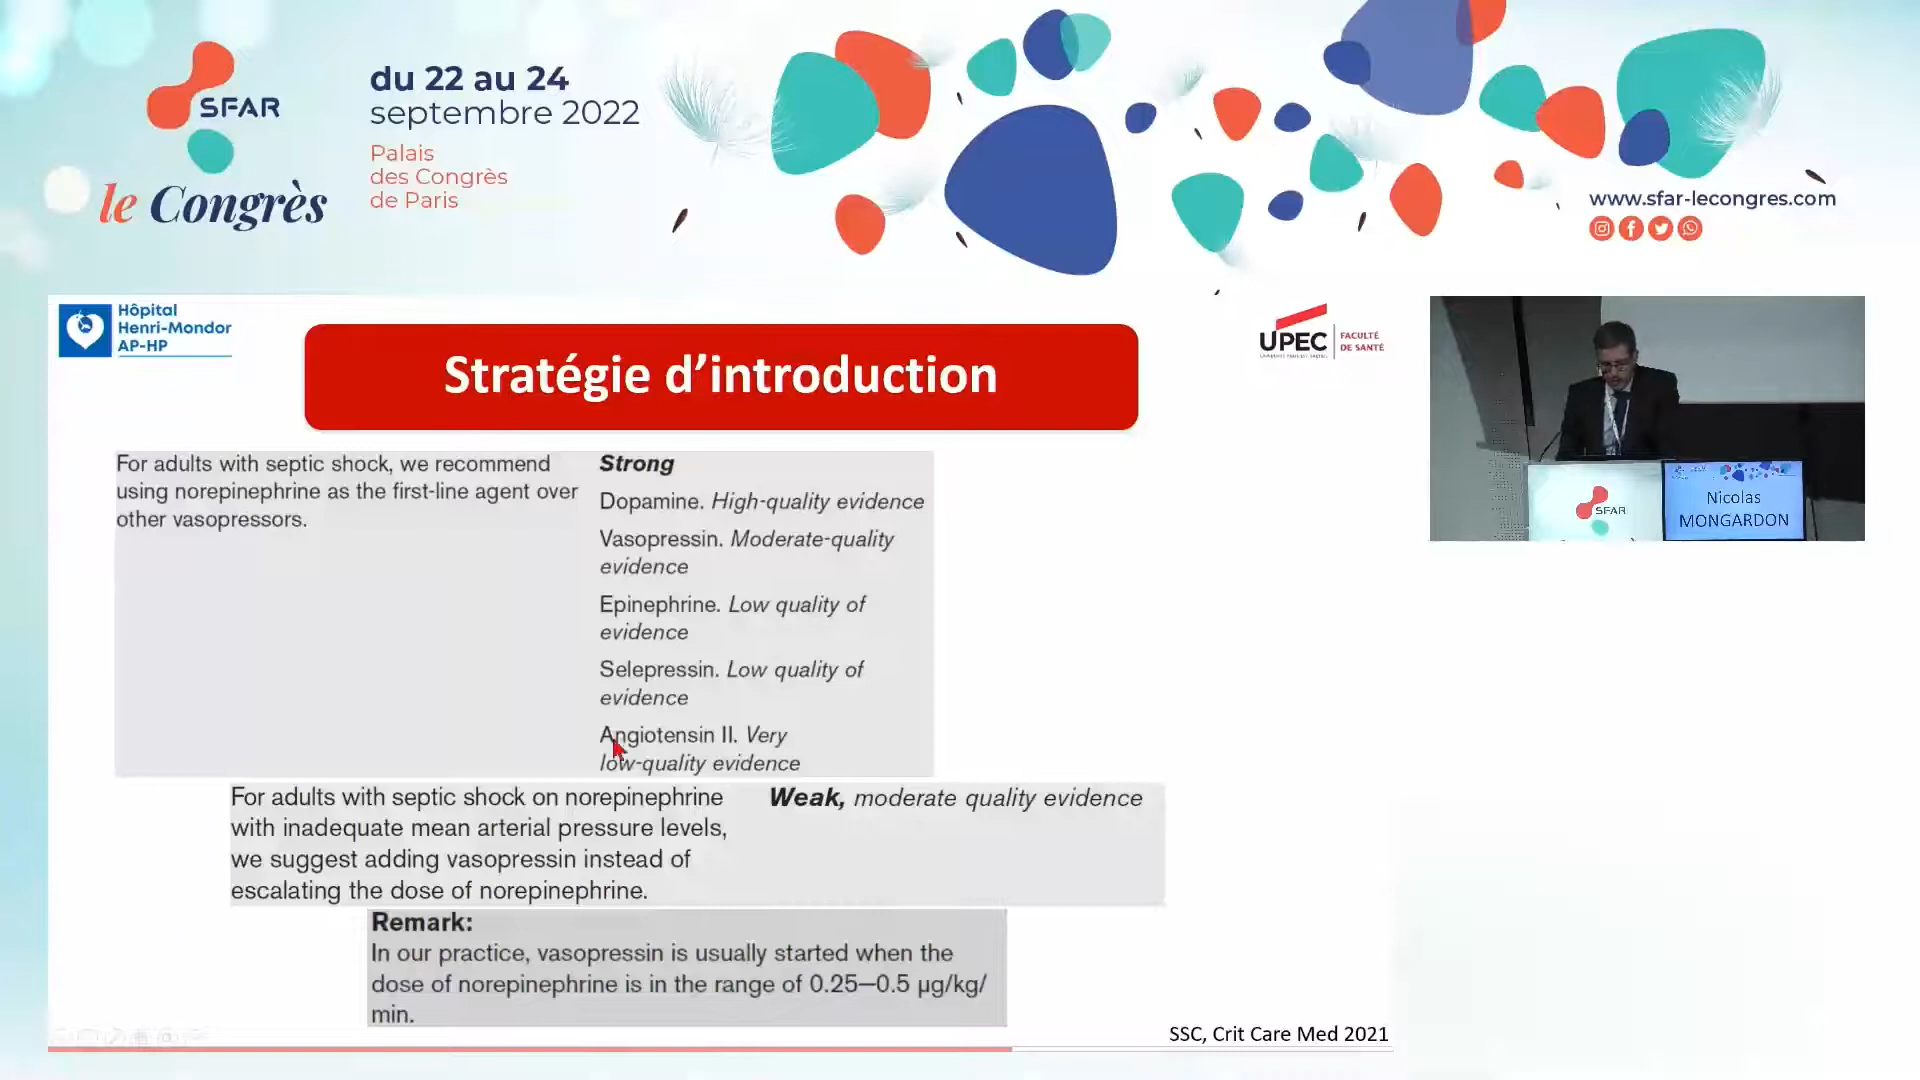 SFAR
le Congrès
du 22 au 24
septembre 2022
Palais
des Congrès
de Paris
www.sfar-lecongres.com
Hôpital
Henri-Mondor
AP-HP
Stratégie d’introduction
UPEC
FACULTÉ
DE SANTÉ
For adults with septic shock, we recommend
using norepinephrine as the first-line agent over
other vasopressors.
Strong
Dopamine. High-quality evidence
Vasopressin. Moderate-quality
evidence
Epinephrine. Low quality of
evidence
Selepressin. Low quality of
evidence
Angiotensin II. Very
low-quality evidence
For adults with septic shock on norepinephrine
with inadequate mean arterial pressure levels,
we suggest adding vasopressin instead of
escalating the dose of norepinephrine.
Weak, moderate quality evidence
Remark:
In our practice, vasopressin is usually started when the
dose of norepinephrine is in the range of 0.25—0.5 µg/kg/
min.
SSC, Crit Care Med 2021
SFAR
Nicolas
MONGARDON